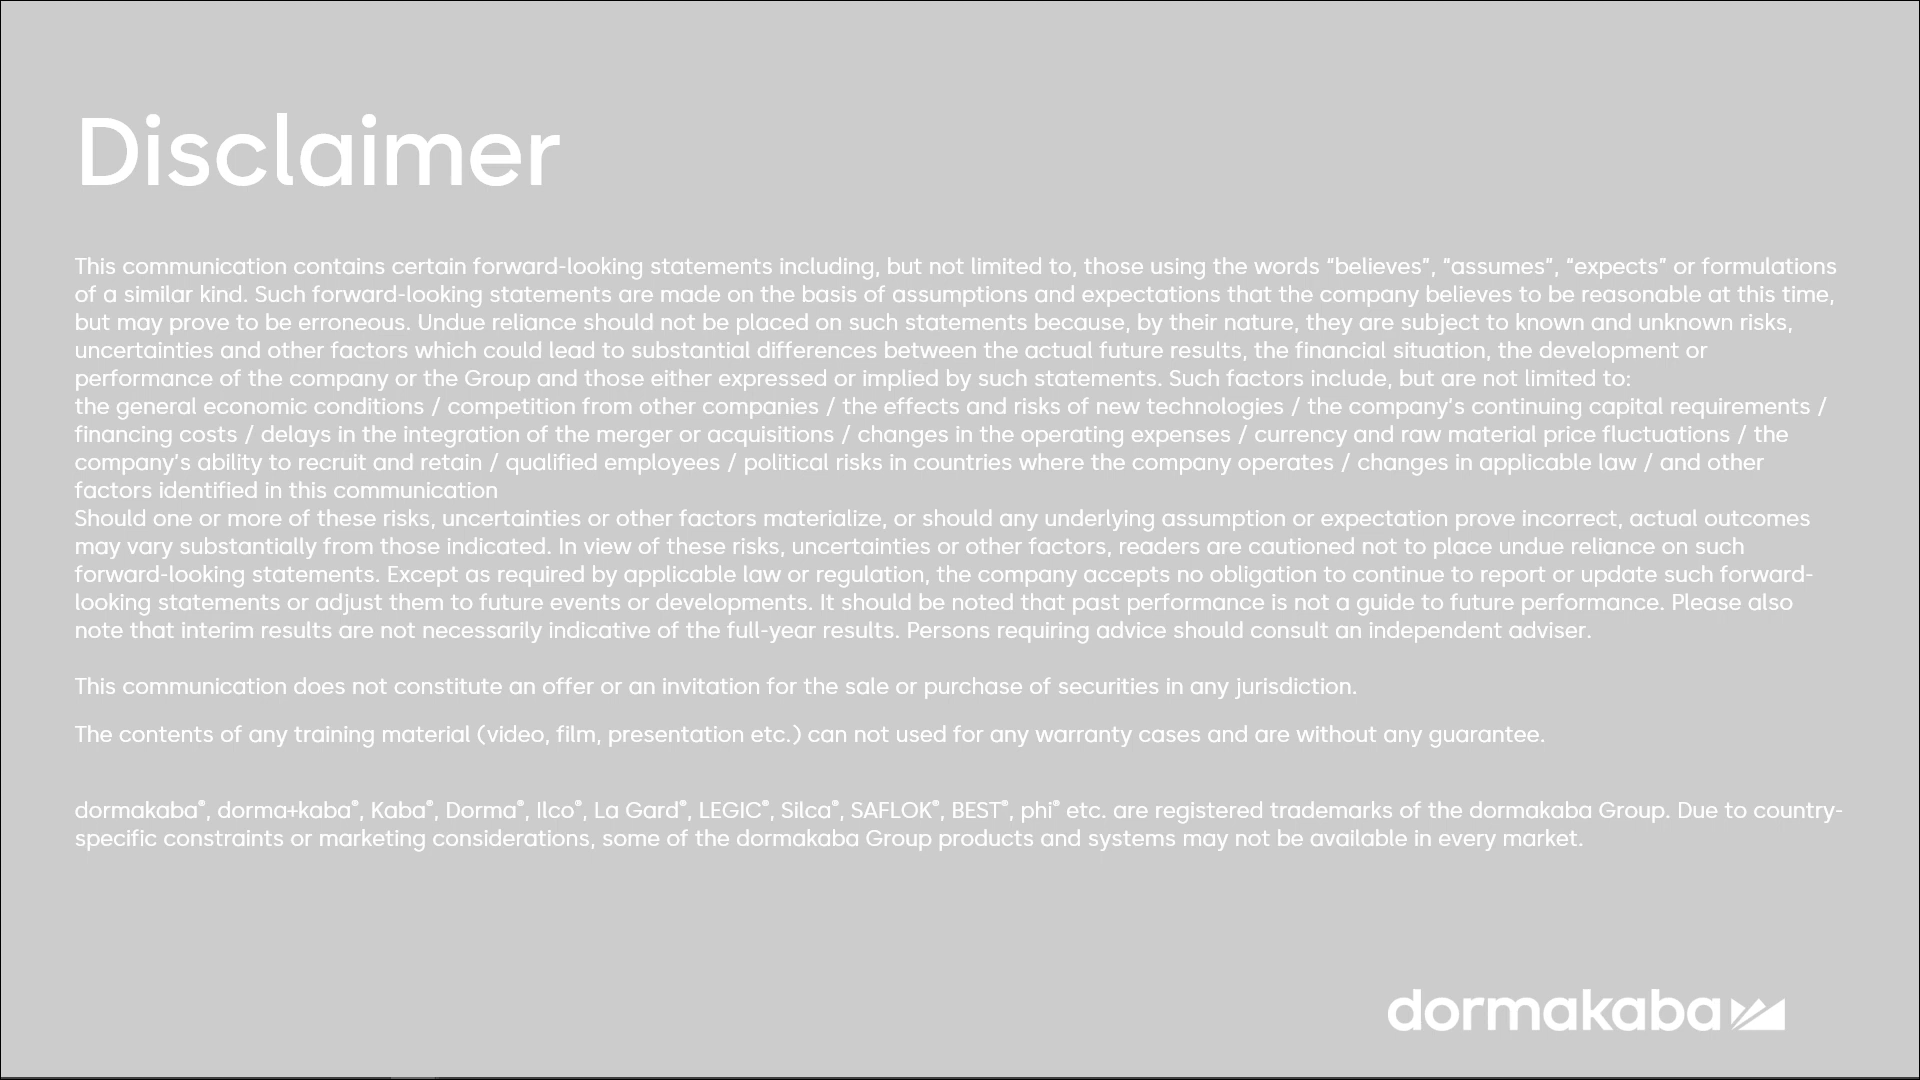 Disclaimer
This communication contains certain forward-looking statements including, but not limited to, those using the words “believes”, “assumes”, “expects” or formulations
of a similar kind. Such forward-looking statements are made on the basis of assumptions and expectations that the company believes to be reasonable at this time,
but may prove to be erroneous. Undue reliance should not be placed on such statements because, by their nature, they are subject to known and unknown risks,
uncertainties and other factors which could lead to substantial differences between the actual future results, the financial situation, the development or
performance of the company or the Group and those either expressed or implied by such statements. Such factors include, but are not limited to:
the general economic conditions / competition from other companies / the effects and risks of new technologies / the company’s continuing capital requirements /
financing costs / delays in the integration of the merger or acquisitions / changes in the operating expenses / currency and raw material price fluctuations / the
company’s ability to recruit and retain / qualified employees / political risks in countries where the company operates / changes in applicable law / and other
factors identified in this communication
Should one or more of these risks, uncertainties or other factors materialize, or should any underlying assumption or expectation prove incorrect, actual outcomes
may vary substantially from those indicated. In view of these risks, uncertainties or other factors, readers are cautioned not to place undue reliance on such
forward-looking statements. Except as required by applicable law or regulation, the company accepts no obligation to continue to report or update such forward-
looking statements or adjust them to future events or developments. It should be noted that past performance is not a guide to future performance. Please also
note that interim results are not necessarily indicative of the full-year results. Persons requiring advice should consult an independent adviser.
This communication does not constitute an offer or an invitation for the sale or purchase of securities in any jurisdiction.
The contents of any training material (video, film, presentation etc.) can not used for any warranty cases and are without any guarantee.
dormakaba®, dorma+kaba®, Kaba®, Dorma®, Ilco®, La Gard®, LEGIC®, Silca®, SAFLOK®, BEST®, phi® etc. are registered trademarks of the dormakaba Group. Due to country-
specific constraints or marketing considerations, some of the dormakaba Group products and systems may not be available in every market.
dormakaba